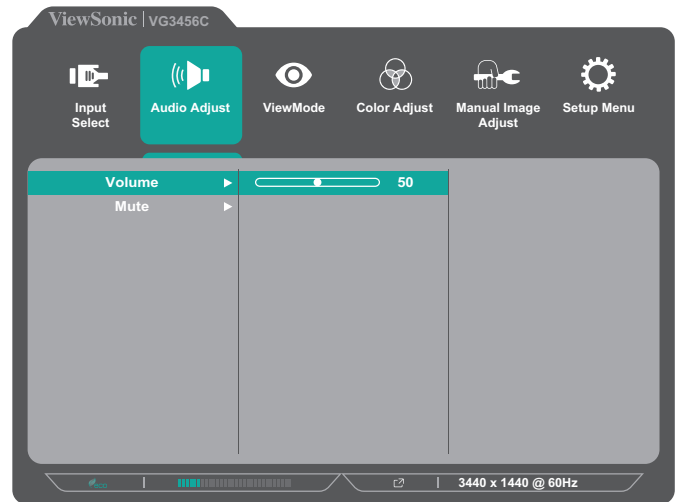 ViewSonic | VG3456C
Input Select
Audio Adjust
ViewMode
Color Adjust
Manual Image Adjust
Setup Menu
Volume 50
Mute
eco
3440 x 1440 @ 60Hz